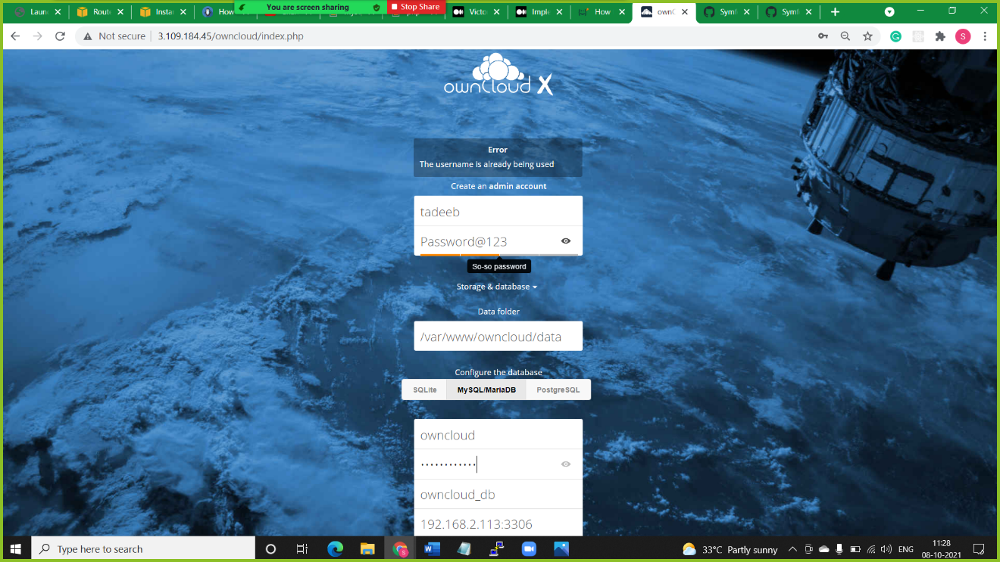 Laun
Route
Insta
How
You are screen sharing
Stop Share
Victo
Imple
How
ownC
Symf
Symf
Not secure
3.109.184.45/owncloud/index.php
S
ownCloud X
Error
The username is already being used
Create an admin account
tadeeb
Password@123
So-so password
Storage & database
Data folder
/var/www/owncloud/data
Configure the database
SQLite
MySQL/MariaDB
PostgreSQL
owncloud
••••••••••••
owncloud_db
192.168.2.113:3306
Type here to search
33°C Partly sunny
ENG
11:28
08-10-2021